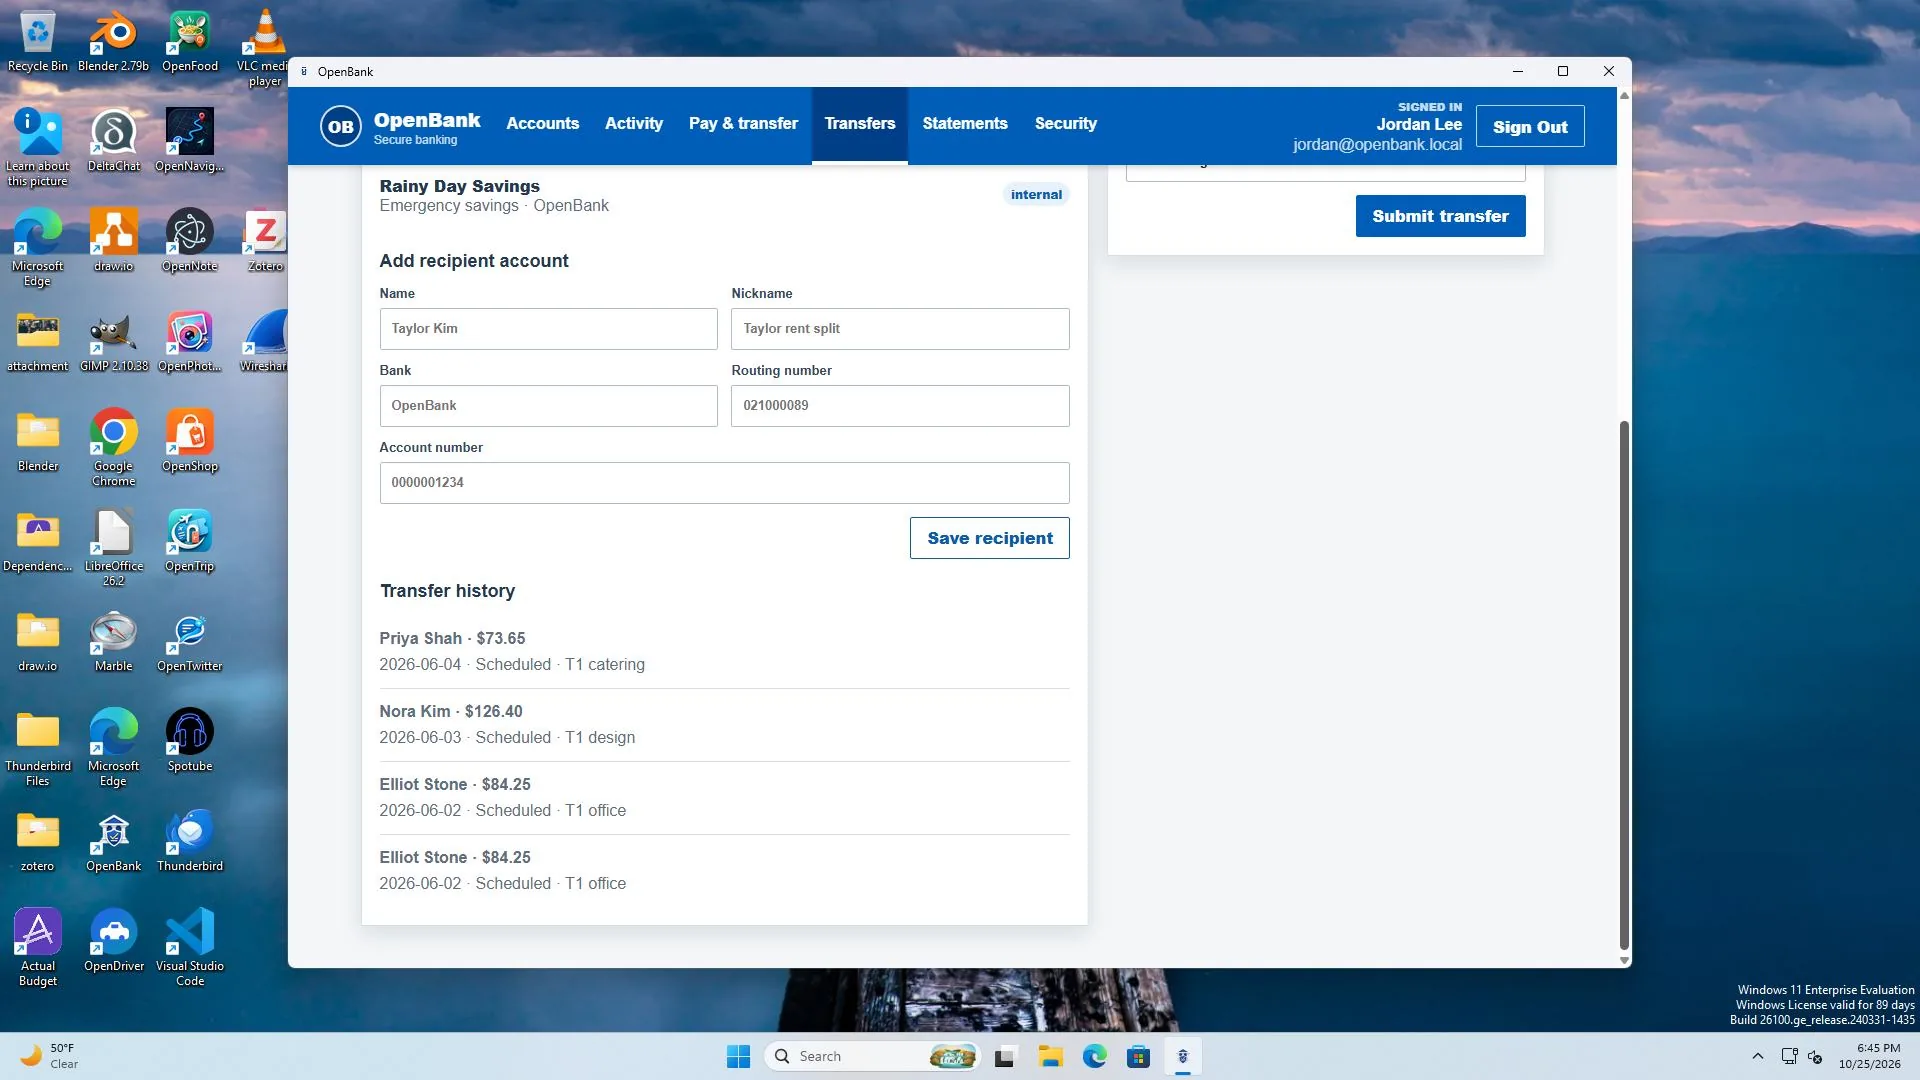 Recycle Bin
Blender 2.79b
OpenFood
VLC medi
player
Learn about
this picture
DeltaChat
OpenNavig...
Microsoft
Edge
draw.io
OpenNote
Zotero
attachment
GIMP 2.10.38
OpenPhot...
Wireshar
Blender
Google
Chrome
OpenShop
Dependenc...
LibreOffice
26.2
OpenTrip
draw.io
Marble
OpenTwitter
Thunderbird
Files
Microsoft
Edge
Spotube
zotero
OpenBank
Thunderbird
Actual
Budget
OpenDriver
Visual Studio
Code
OpenBank
OB
OpenBank
Secure banking
Accounts
Activity
Pay & transfer
Transfers
Statements
Security
SIGNED IN
Jordan Lee
jordan@openbank.local
Sign Out
Rainy Day Savings
Emergency savings · OpenBank
internal
Submit transfer
Add recipient account
Name
Nickname
Taylor Kim
Taylor rent split
Bank
Routing number
OpenBank
021000089
Account number
0000001234
Save recipient
Transfer history
Priya Shah · $73.65
2026-06-04 · Scheduled · T1 catering
Nora Kim · $126.40
2026-06-03 · Scheduled · T1 design
Elliot Stone · $84.25
2026-06-02 · Scheduled · T1 office
Elliot Stone · $84.25
2026-06-02 · Scheduled · T1 office
Windows 11 Enterprise Evaluation
Windows License valid for 89 days
Build 26100.ge_release.240331-1435
50°F
Clear
Search
6:45 PM
10/25/2026